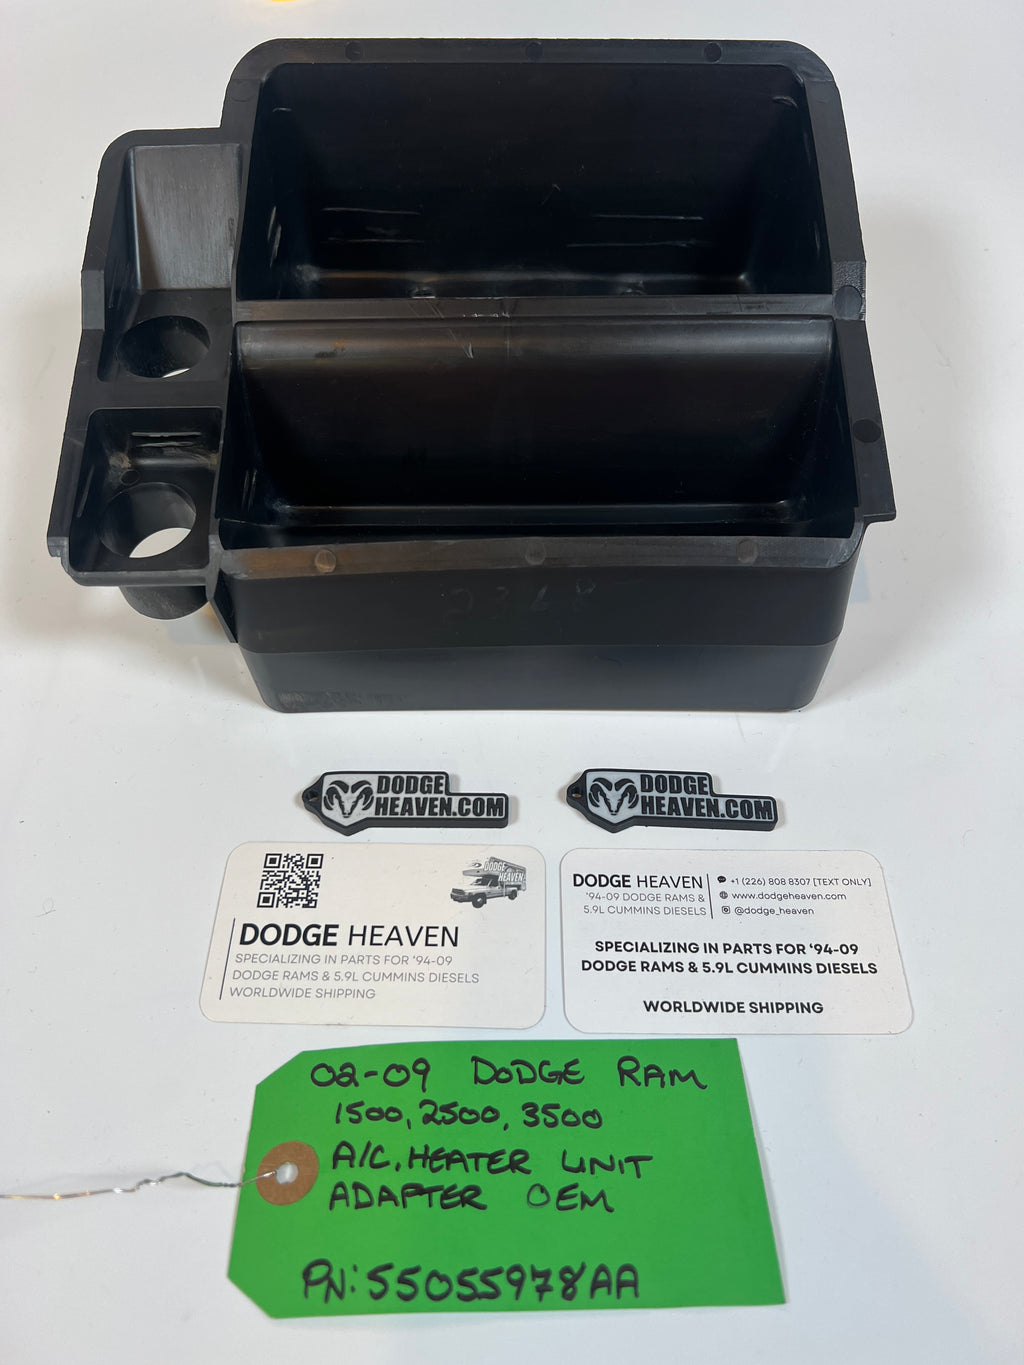 2368
DODGE
HEAVEN.COM
DODGE
HEAVEN.COM
DODGE
HEAVEN
DODGE HEAVEN
SPECIALIZING IN PARTS FOR '94-09
DODGE RAMS & 5.9L CUMMINS DIESELS
WORLDWIDE SHIPPING
DODGE HEAVEN
'94-09 DODGE RAMS &
5.9L CUMMINS DIESELS
+1 (226) 808 8307 [TEXT ONLY]
www.dodgeheaven.com
@dodge_heaven
SPECIALIZING IN PARTS FOR '94-09
DODGE RAMS & 5.9L CUMMINS DIESELS
WORLDWIDE SHIPPING
02-09 DODGE RAM
1500, 2500, 3500
A/C, HEATER UNIT
ADAPTER OEM
PN: 55055978AA